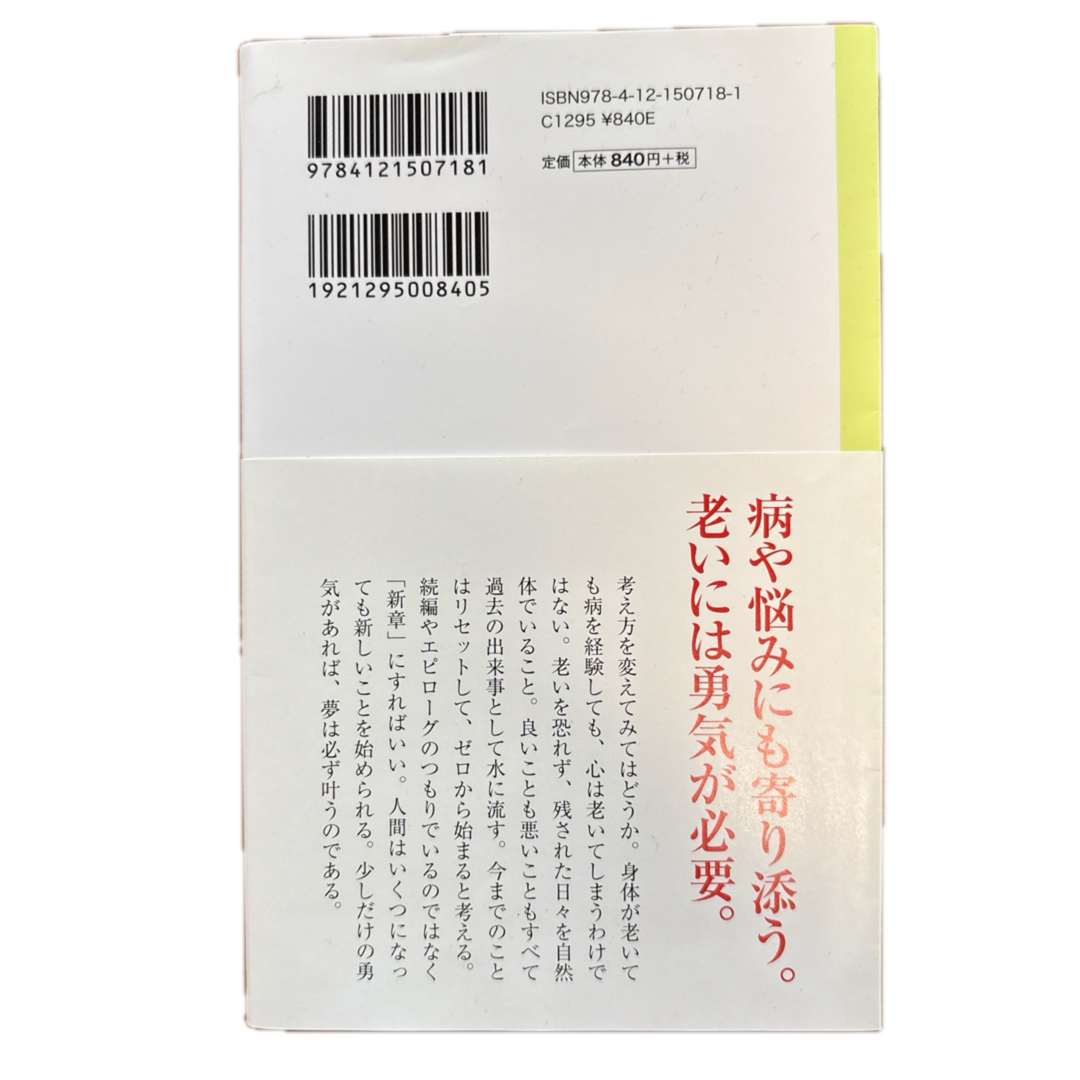 ISBN978-4-12-150718-1
C1295 ¥840E
定価 本体 840円+税
9784121507181
1921295008405
病や悩みにも寄り添う。
老いには勇気が必要。
考え方を変えてみてはどうか。身体が老いて
も病を経験しても、心は老いてしまうわけで
はない。老いを恐れず、残された日々を自然
体でいること。良いことも悪いこともすべて
過去の出来事として水に流す。今までのこと
はリセットして、ゼロから始まると考える。
続編やエピローグのつもりでいるのではなく
「新章」にすればいい。人間はいくつになっ
ても新しいことを始められる。少しだけの勇
気があれば、夢は必ず叶うのである。